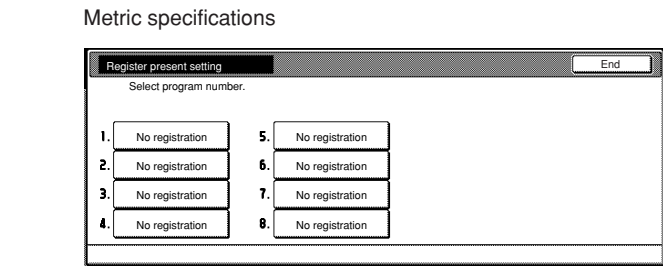 Metric specifications
Register present setting End
Select program number.
1. No registration 5. No registration
2. No registration 6. No registration
3. No registration 7. No registration
4. No registration 8. No registration